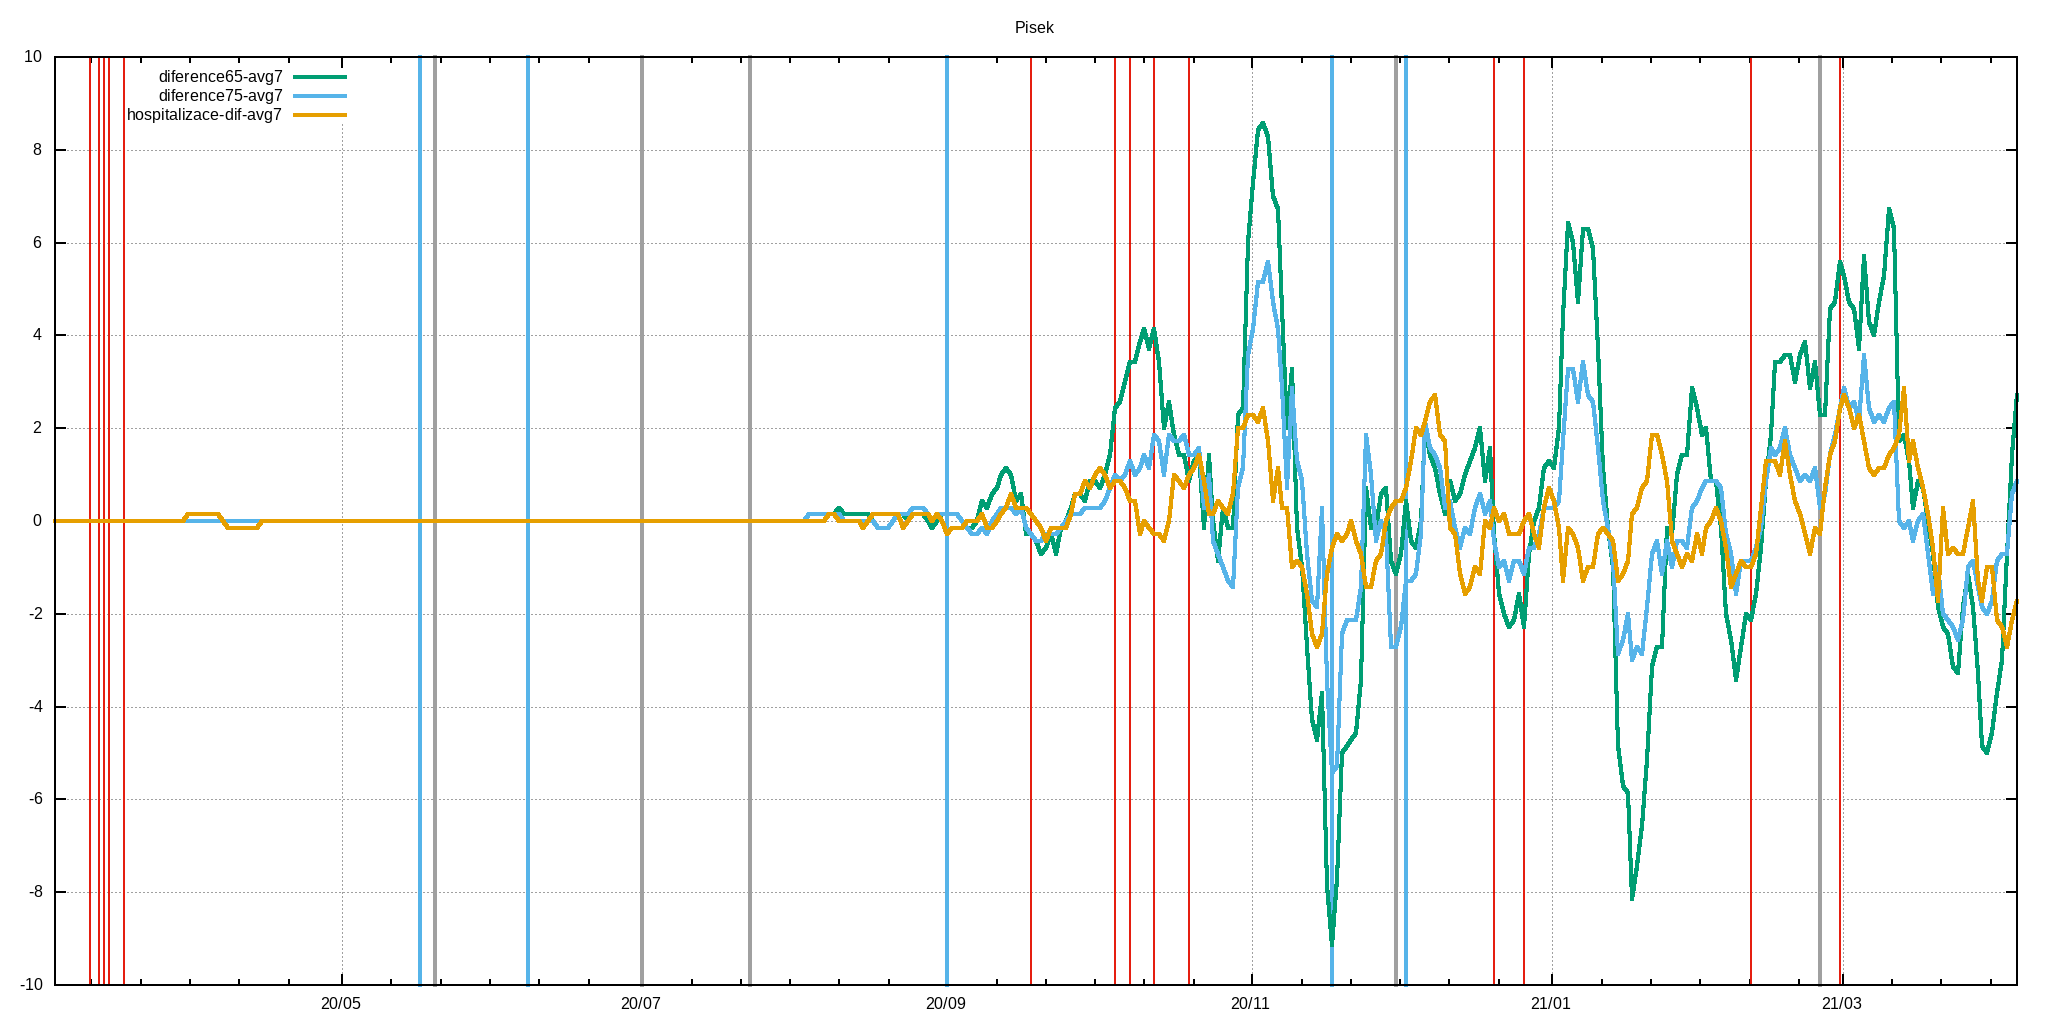 Pisek
10
diference65-avg7
diference75-avg7
hospitalizace-dif-avg7
8
6
4
2
0
-2
-4
-6
-8
-10
20/05 20/07 20/09 20/11 21/01 21/03